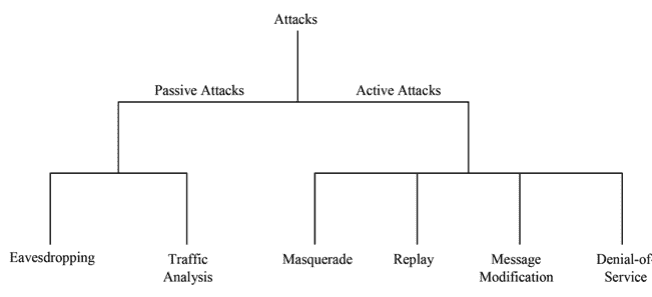 Attacks
Passive Attacks
Active Attacks
Eavesdropping
Traffic
Analysis
Masquerade
Replay
Message
Modification
Denial-of-
Service